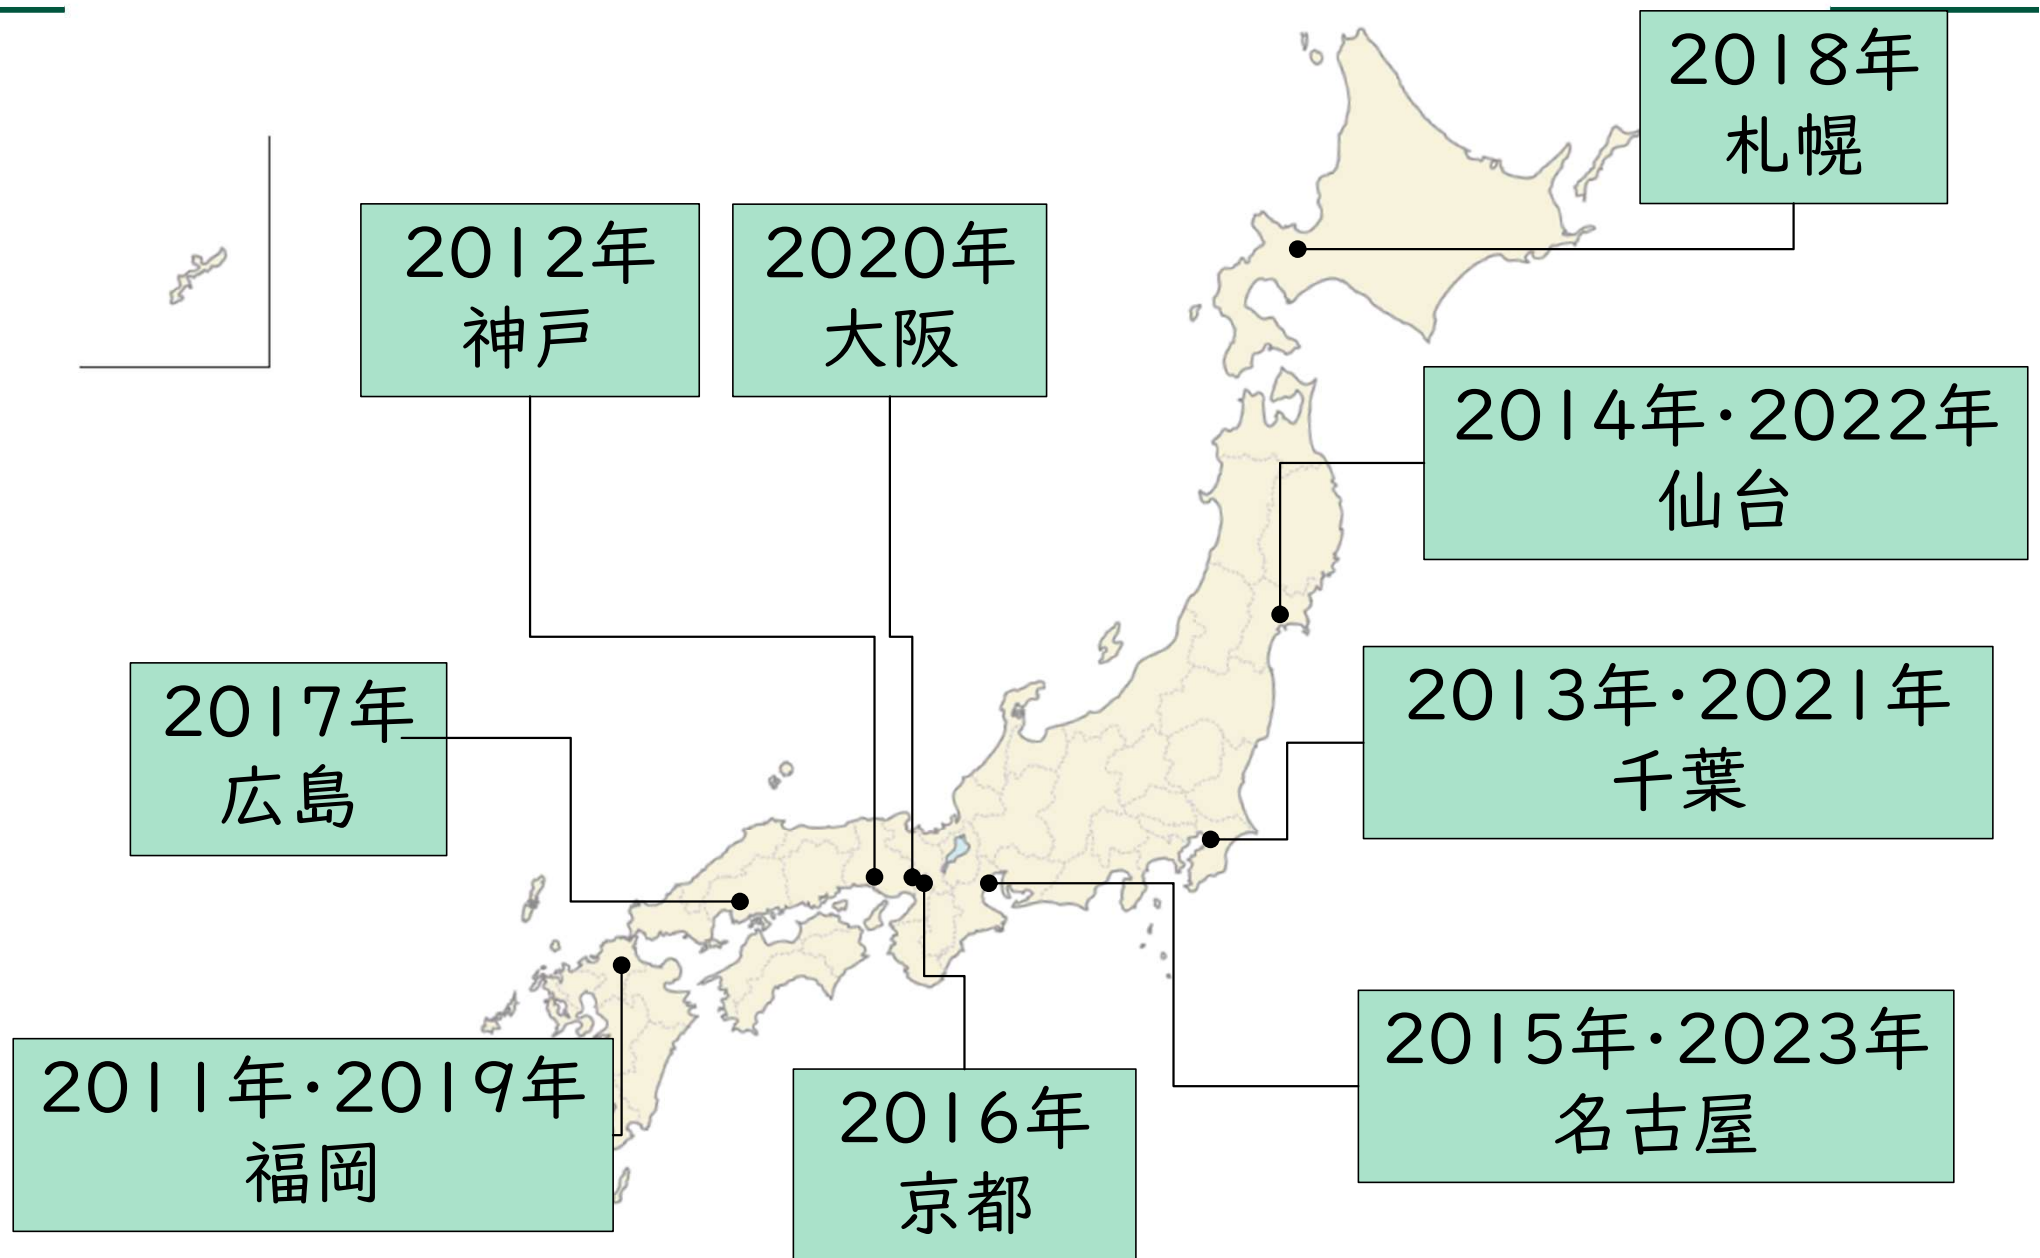 2018年
札幌
2012年
神戸
2020年
大阪
2014年・2022年
仙台
2017年
広島
2013年・2021年
千葉
2015年・2023年
名古屋
2011年・2019年
福岡
2016年
京都